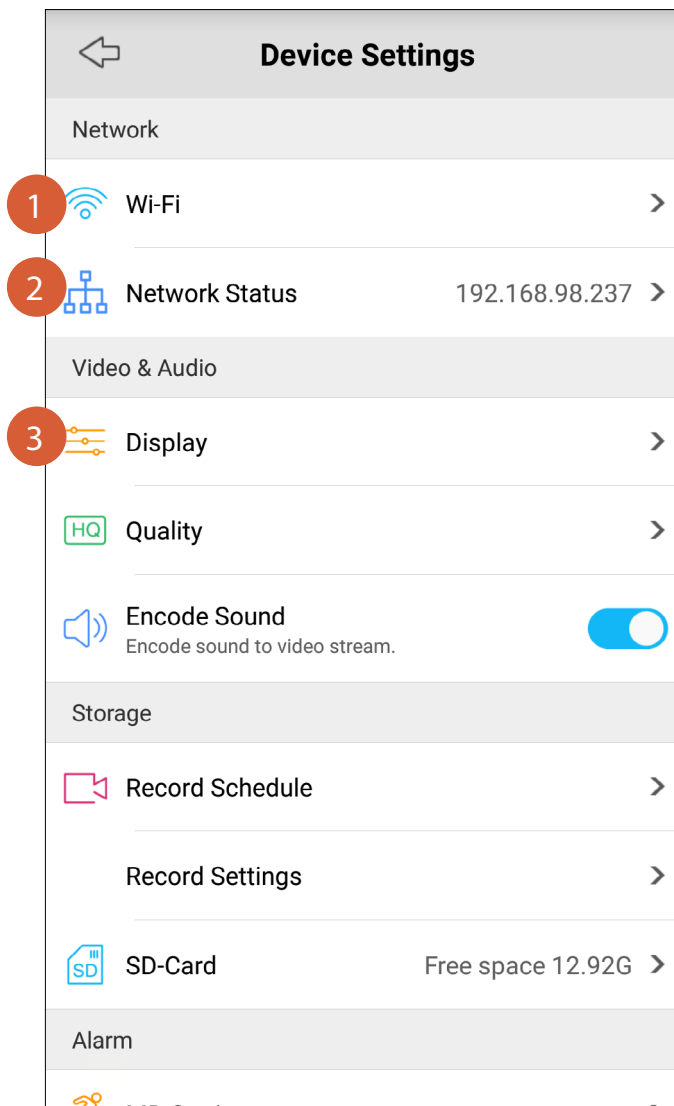 Device Settings
Network
1 Wi-Fi
2 Network Status 192.168.98.237
Video & Audio
3 Display
HQ Quality
Encode Sound
Encode sound to video stream.
Storage
Record Schedule
Record Settings
SD SD-Card Free space 12.92G
Alarm